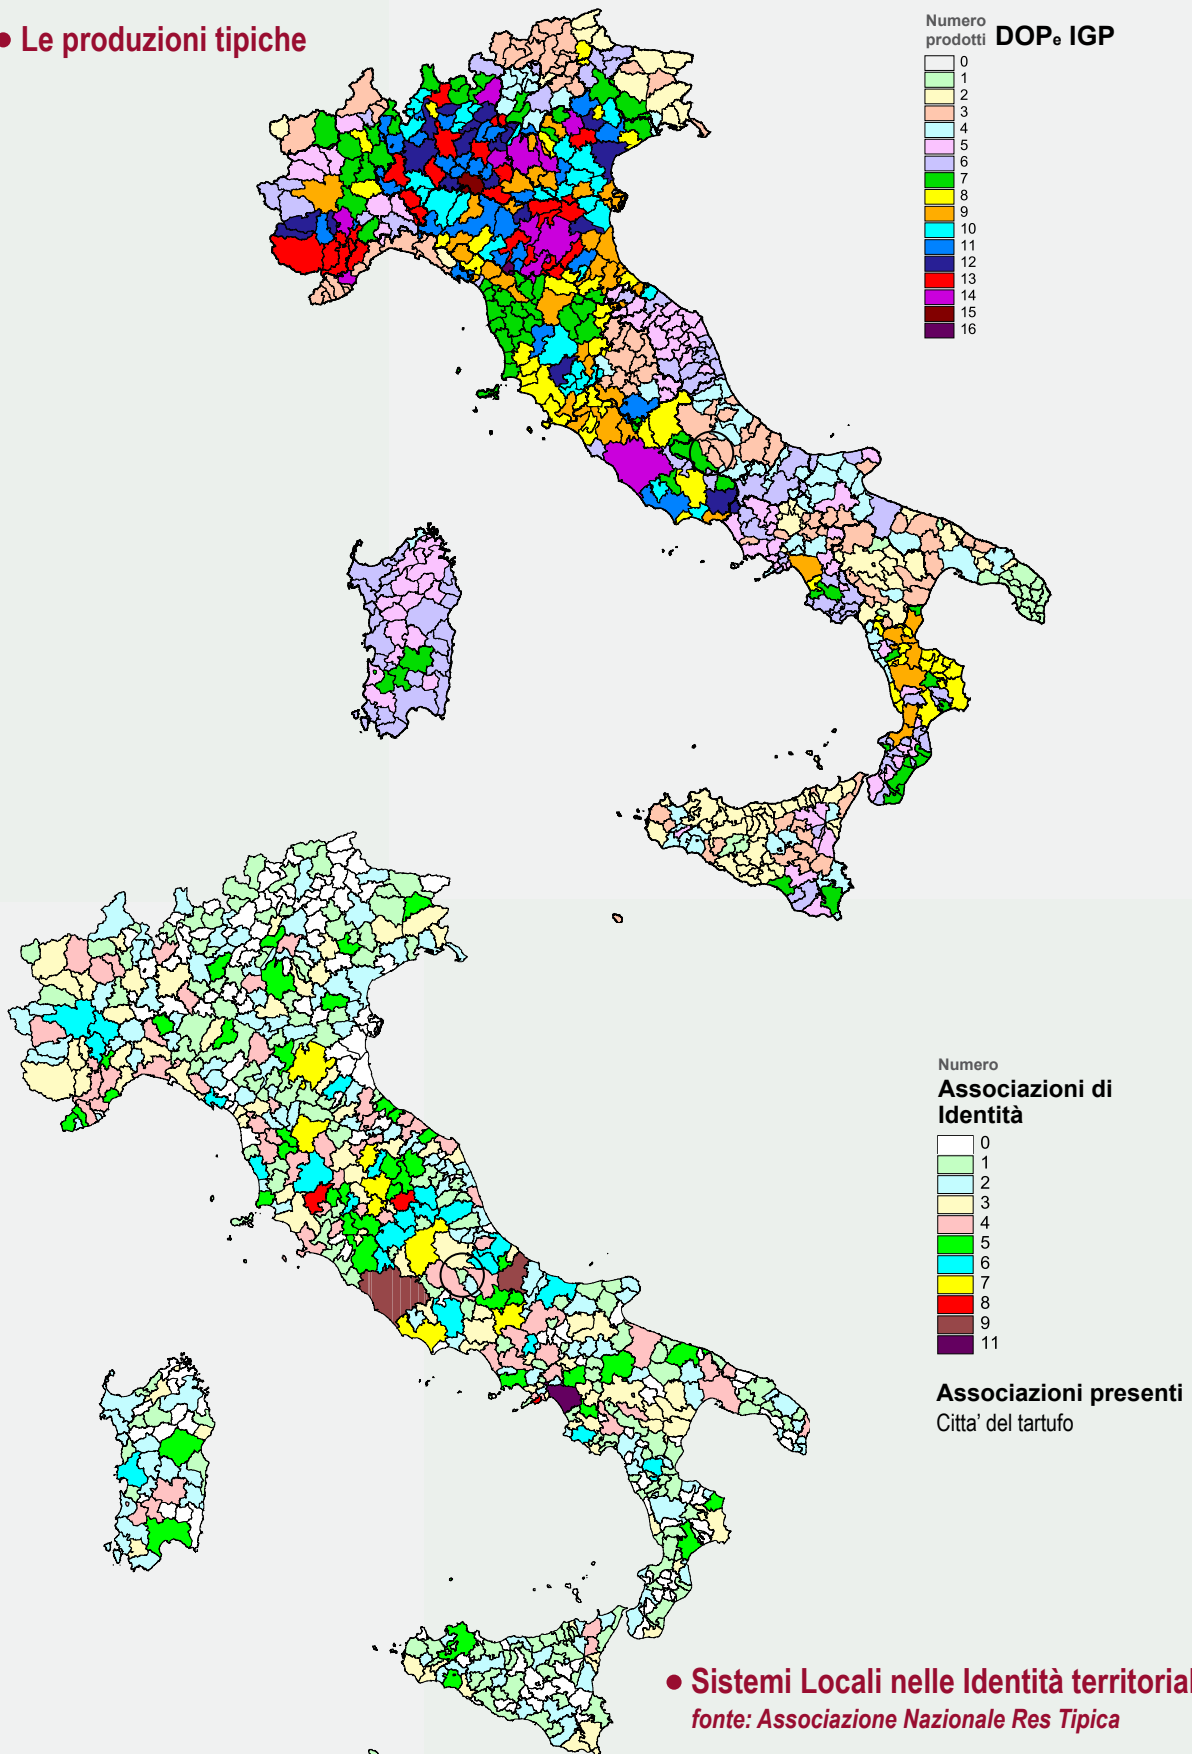 • Le produzioni tipiche
Numero
prodotti DOPe IGP
0
1
2
3
4
5
6
7
8
9
10
11
12
13
14
15
16
Numero
Associazioni di
Identità
0
1
2
3
4
5
6
7
8
9
11
Associazioni presenti
Citta' del tartufo
• Sistemi Locali nelle Identità territorial
fonte: Associazione Nazionale Res Tipica